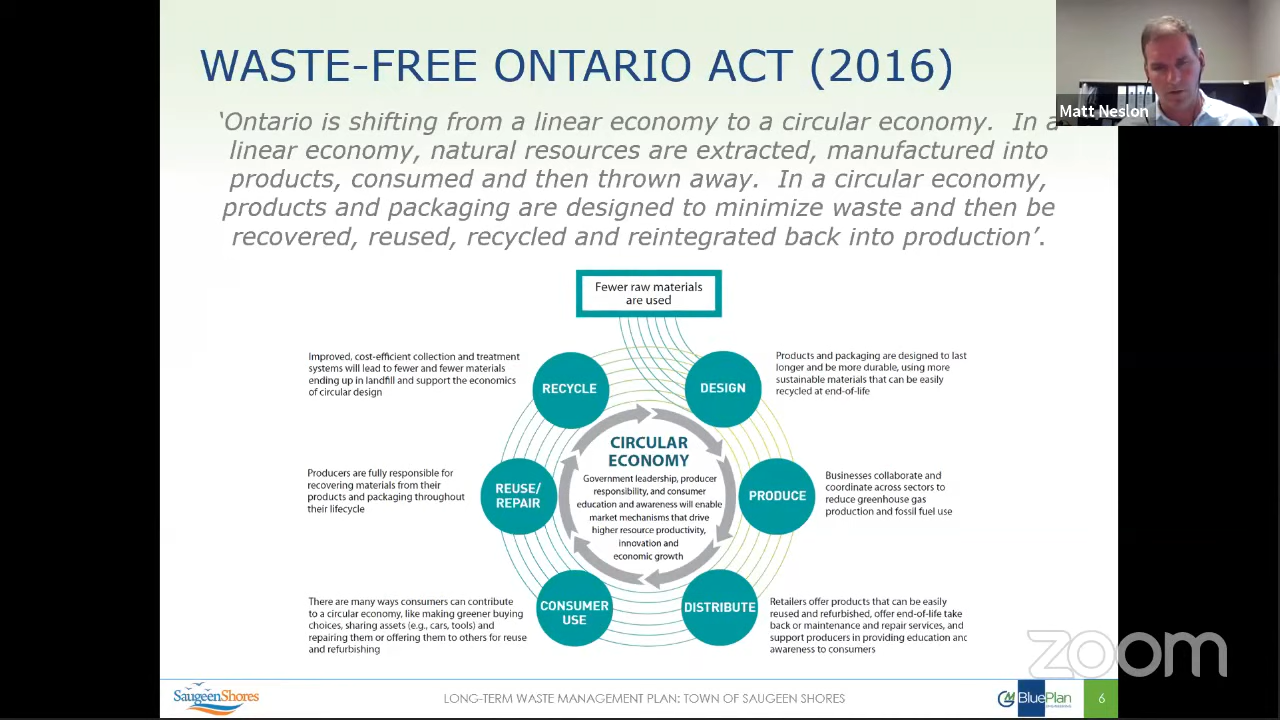 WASTE-FREE ONTARIO ACT (2016)
Matt Neslon
‘Ontario is shifting from a linear economy to a circular economy. In a
linear economy, natural resources are extracted, manufactured into
products, consumed and then thrown away. In a circular economy,
products and packaging are designed to minimize waste and then be
recovered, reused, recycled and reintegrated back into production’.
Fewer raw materials
are used
Improved, cost-efficient collection and treatment
systems will lead to fewer and fewer materials
ending up in landfill and support the economics
of circular design
RECYCLE
DESIGN
Products and packaging are designed to last
longer and be more durable, using more
sustainable materials that can be easily
recycled at end-of-life
CIRCULAR
ECONOMY
Government leadership, producer
responsibility, and consumer
education and awareness will enable
market mechanisms that drive
higher resource productivity,
innovation and
economic growth
Producers are fully responsible for
recovering materials from their
products and packaging throughout
their lifecycle
REUSE/
REPAIR
PRODUCE
Businesses collaborate and
coordinate across sectors to
reduce greenhouse gas
production and fossil fuel use
There are many ways consumers can contribute
to a circular economy, like making greener buying
choices, sharing assets (e.g., cars, tools) and
repairing them or offering them to others for reuse
and refurbishing
CONSUMER
USE
DISTRIBUTE
Retailers offer products that can be easily
reused and refurbished, offer end-of-life take
back or maintenance and repair services, and
support producers in providing education and
awareness to consumers
zoom
SaugeenShores
LONG-TERM WASTE MANAGEMENT PLAN: TOWN OF SAUGEEN SHORES
GM BluePlan
ENGINEERING
6